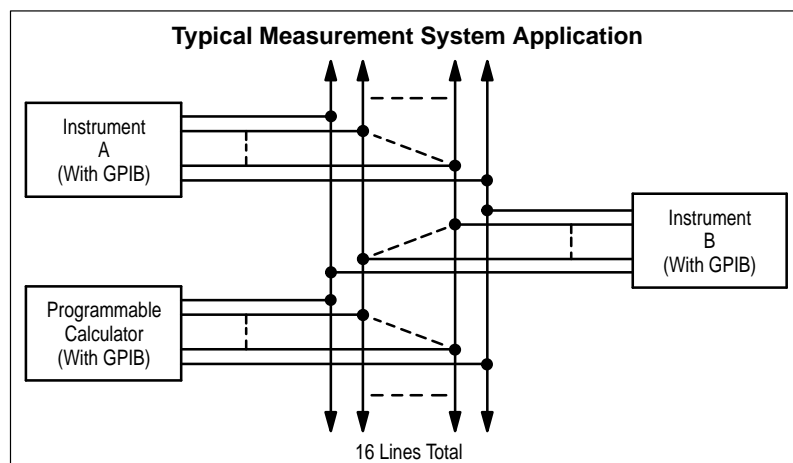 Typical Measurement System Application
Instrument
A
(With GPIB)
Instrument
B
(With GPIB)
Programmable
Calculator
(With GPIB)
16 Lines Total